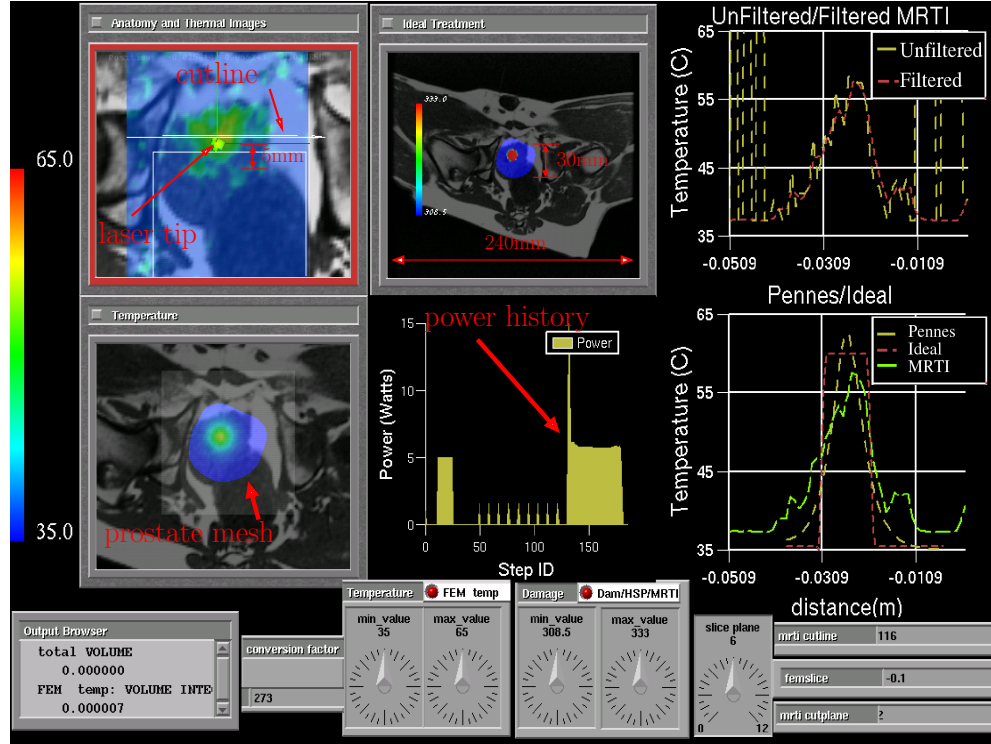 Anatomy and Thermal Images
cutline
5mm
laser tip
65.0
35.0
Ideal Treatment
333.0
308.5
30mm
240mm
UnFiltered/Filtered MRTI
Temperature (C)
65
55
45
35
Unfiltered
Filtered
-0.0509
-0.0309
-0.0109
Temperature
prostate mesh
power history
Power
Power (Watts)
15
10
5
0
0
50
100
150
Step ID
Pennes/Ideal
Temperature (C)
65
55
45
35
Pennes
Ideal
MRTI
-0.0509
-0.0309
-0.0109
distance(m)
Output Browser
total VOLUME
0.000000
FEM temp: VOLUME INTE
0.000007
conversion factor
273
Temperature
FEM temp
min_value
35
max_value
65
Damage
Dam/HSP/MRTI
min_value
308.5
max_value
333
slice plane
6
0
12
mrti cutline
116
femslice
-0.1
mrti cutplane
2